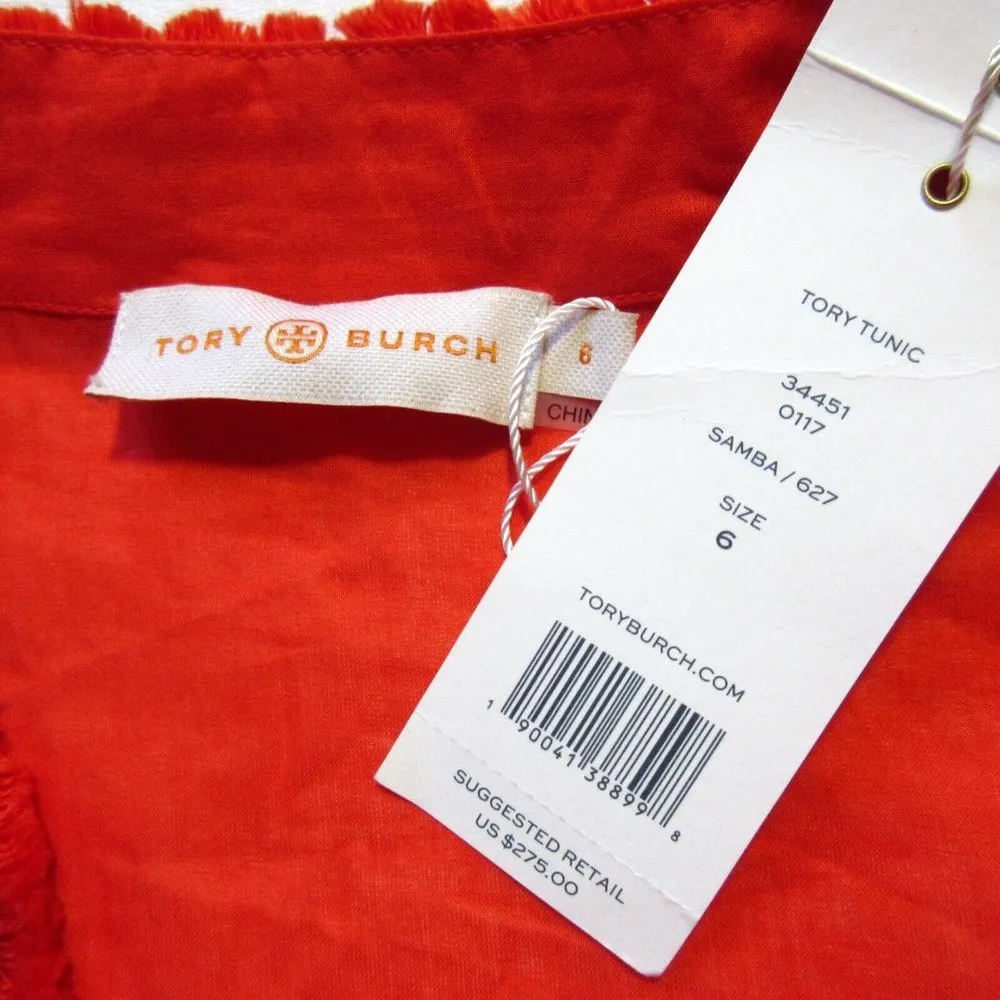 TORY BURCH
6
TORY TUNIC
34451
0117
SAMBA / 627
SIZE
6
TORYBURCH.COM
1 90041 38899 8
SUGGESTED RETAIL
US $275.00